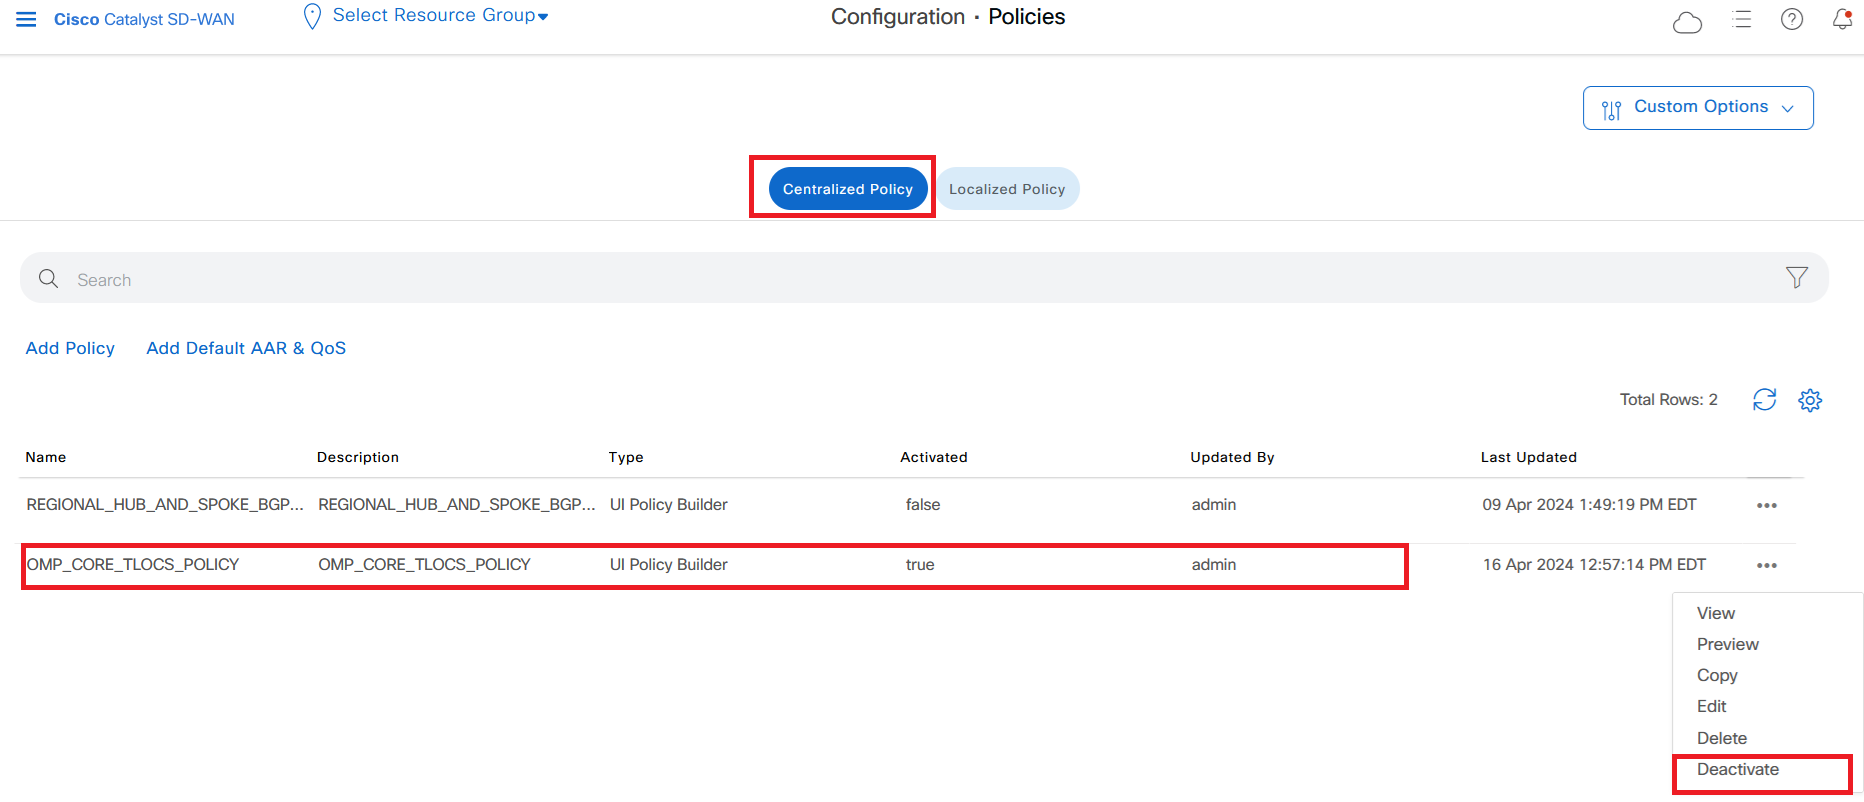 Cisco Catalyst SD-WAN
Select Resource Group
Configuration · Policies
Custom Options
Centralized Policy
Localized Policy
Search
Add Policy
Add Default AAR & QoS
Total Rows: 2
Name Description Type Activated Updated By Last Updated
REGIONAL_HUB_AND_SPOKE_BGP... REGIONAL_HUB_AND_SPOKE_BGP... UI Policy Builder false admin 09 Apr 2024 1:49:19 PM EDT
OMP_CORE_TLOCS_POLICY OMP_CORE_TLOCS_POLICY UI Policy Builder true admin 16 Apr 2024 12:57:14 PM EDT
View
Preview
Copy
Edit
Delete
Deactivate